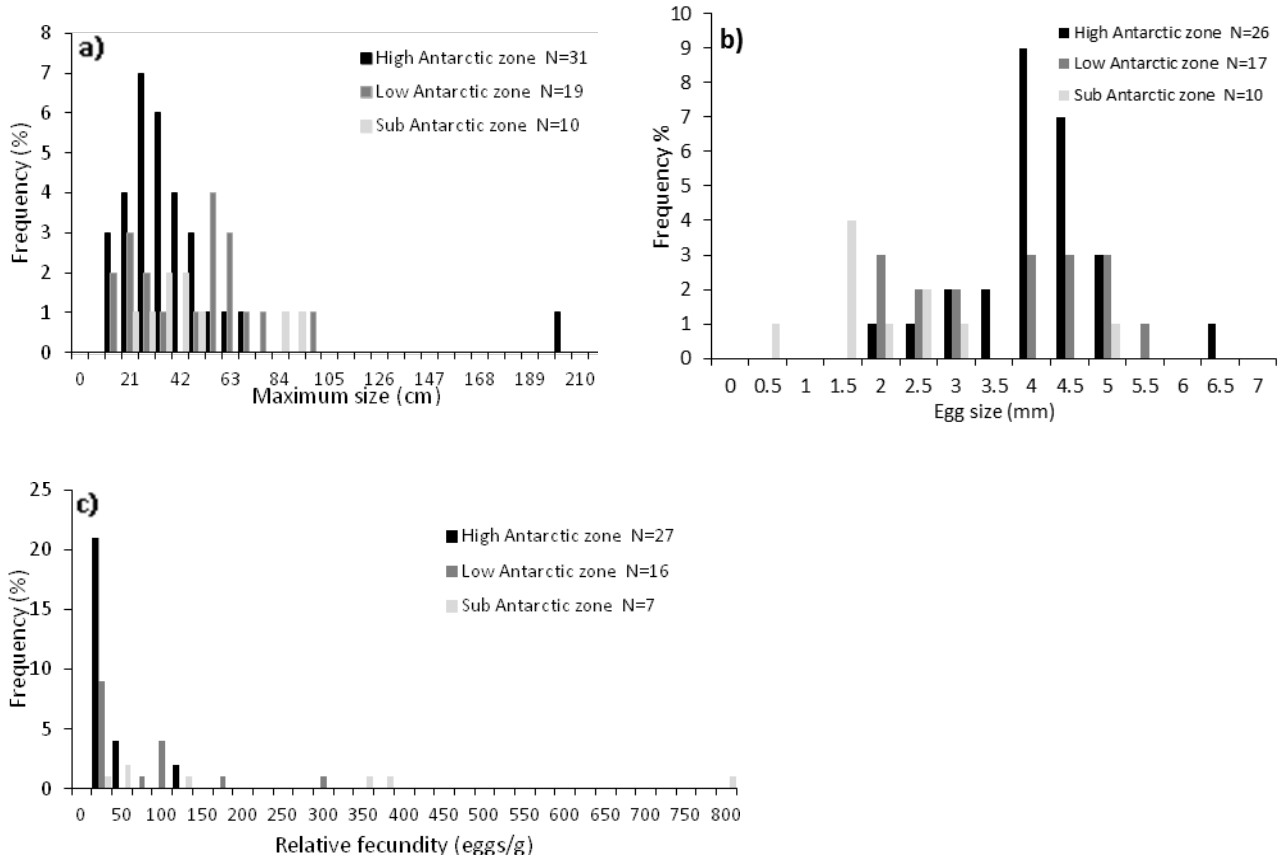 a)
Frequency (%)
8
7
6
5
4
3
2
1
0
High Antarctic zone N=31
Low Antarctic zone N=19
Sub Antarctic zone N=10
0 21 42 63 84 105 126 147 168 189 210
Maximum size (cm)
b)
Frequency %
10
9
8
7
6
5
4
3
2
1
0
High Antarctic zone N=26
Low Antarctic zone N=17
Sub Antarctic zone N=10
0 0.5 1 1.5 2 2.5 3 3.5 4 4.5 5 5.5 6 6.5 7
Egg size (mm)
c)
Frequency (%)
25
20
15
10
5
0
High Antarctic zone N=27
Low Antarctic zone N=16
Sub Antarctic zone N=7
0 50 100 150 200 250 300 350 400 450 500 550 600 650 700 750 800
Relative fecundity (eggs/g)